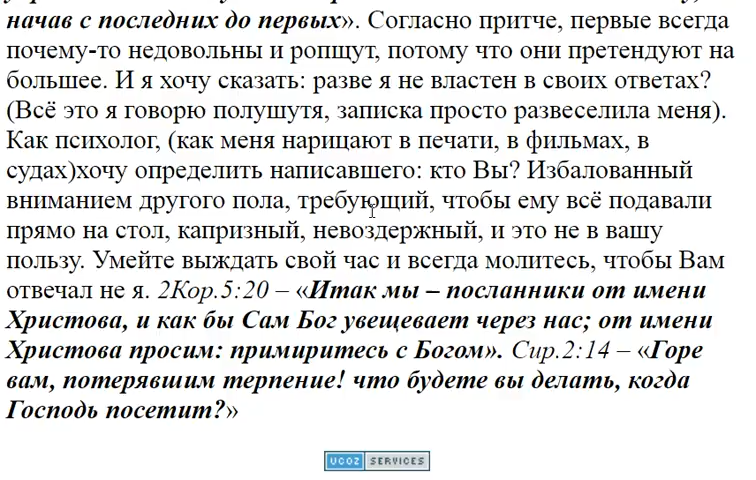 начав с последних до первых». Согласно притче, первые всегда
почему-то недовольны и ропщут, потому что они претендуют на
большее. И я хочу сказать: разве я не властен в своих ответах?
(Всё это я говорю полушутя, записка просто развеселила меня).
Как психолог, (как меня нарицают в печати, в фильмах, в
судах)хочу определить написавшего: кто Вы? Избалованный
вниманием другого пола, требующий, чтобы ему всё подавали
прямо на стол, капризный, невоздержный, и это не в вашу
пользу. Умейте выждать свой час и всегда молитесь, чтобы Вам
отвечал не я. 2Кор.5:20 – «Итак мы – посланники от имени
Христова, и как бы Сам Бог увещевает через нас; от имени
Христова просим: примиритесь с Богом». Сир.2:14 – «Горе
вам, потерявшим терпение! что будете вы делать, когда
Господь посетит?»
UCOZ SERVICES